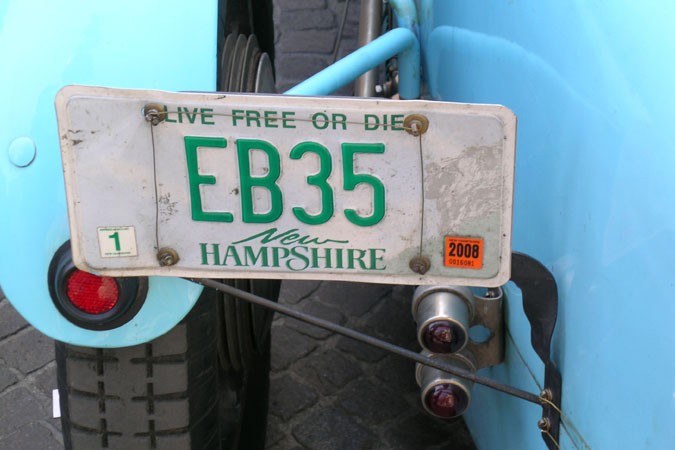 LIVE FREE OR DIE
EB35
New
HAMPSHIRE
1
2008